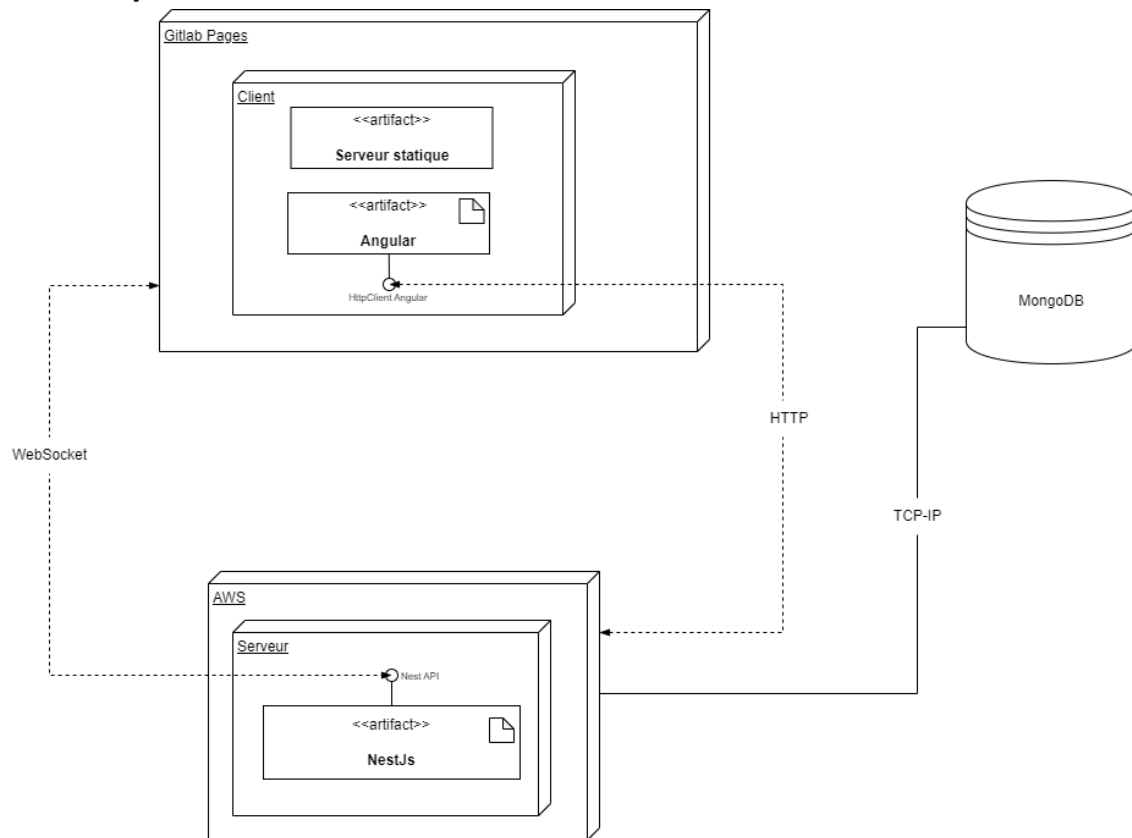 Gitlab Pages
Client
<<artifact>>
Serveur statique
<<artifact>>
Angular
HttpClient Angular
MongoDB
HTTP
WebSocket
TCP-IP
AWS
Serveur
Nest API
<<artifact>>
NestJs